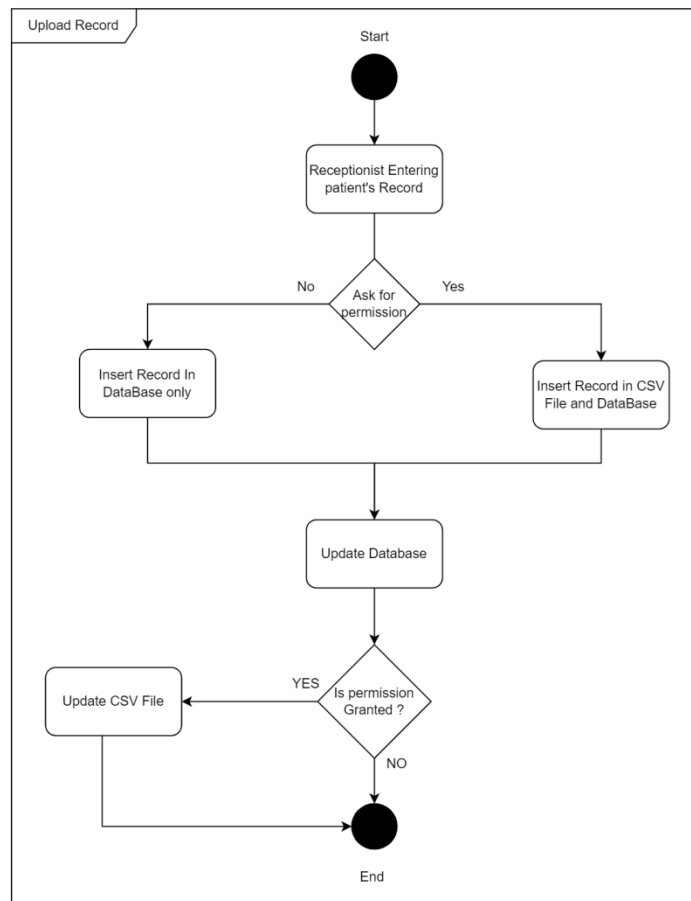 Upload Record
Start
Receptionist Entering
patient's Record
No
Ask for
permission
Yes
Insert Record In
DataBase only
Insert Record in CSV
File and DataBase
Update Database
YES
Is permission
Granted ?
Update CSV File
NO
End